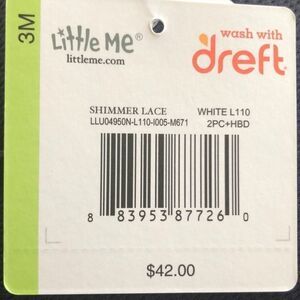 3M
Little Me®
littleme.com
wash with
dreft
SHIMMER LACE WHITE L110
LLU04950N-L110-I005-M671 2PC+HBD
8 83953 87726 0
$42.00